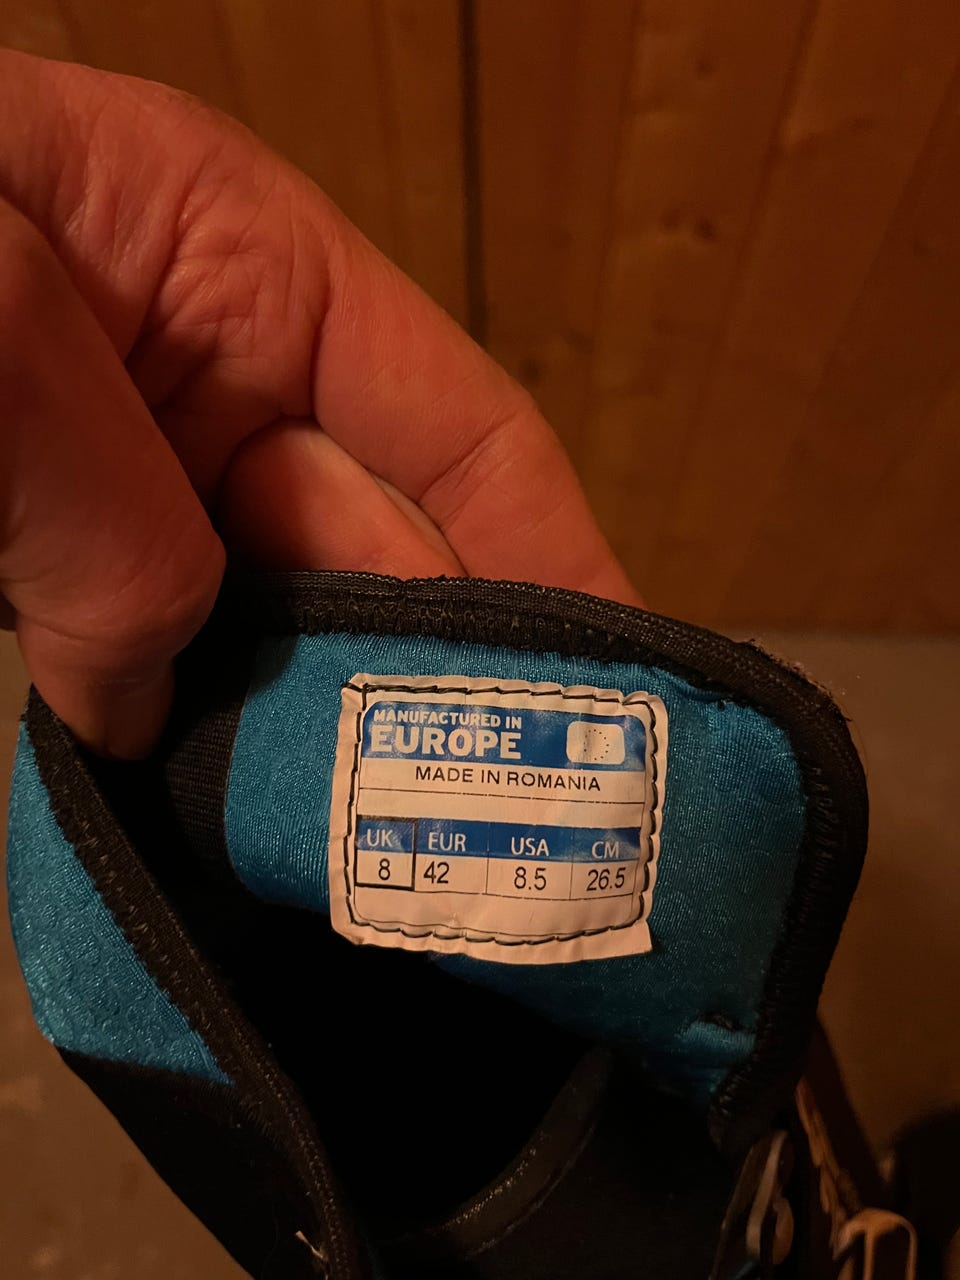 MANUFACTURED IN
EUROPE
MADE IN ROMANIA
UK EUR USA CM
8 42 8.5 26.5